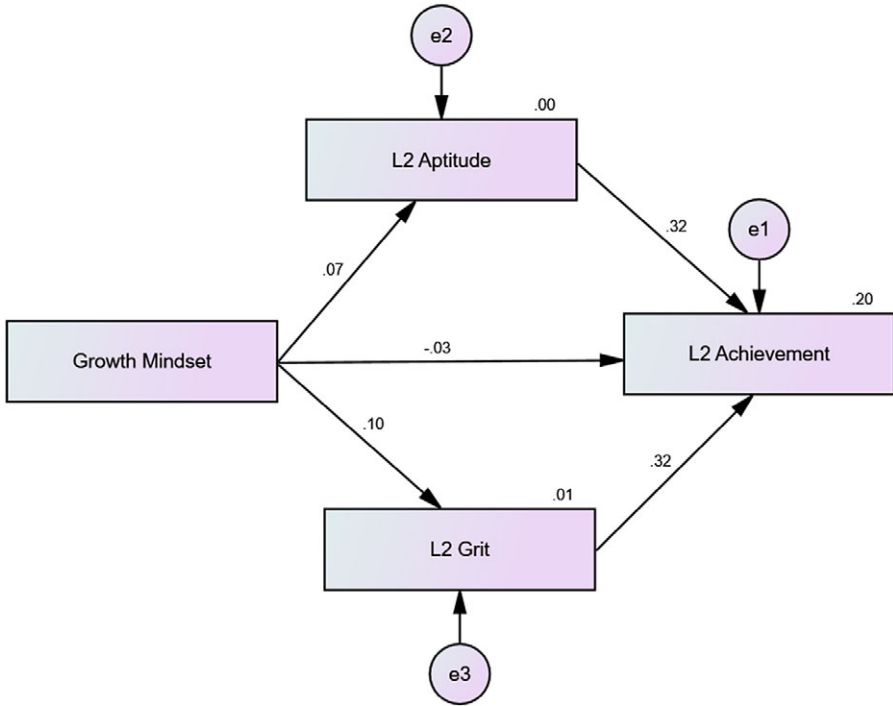 e2
.00
L2 Aptitude
.32
e1
.07
.20
Growth Mindset
-.03
L2 Achievement
.10
.32
.01
L2 Grit
e3